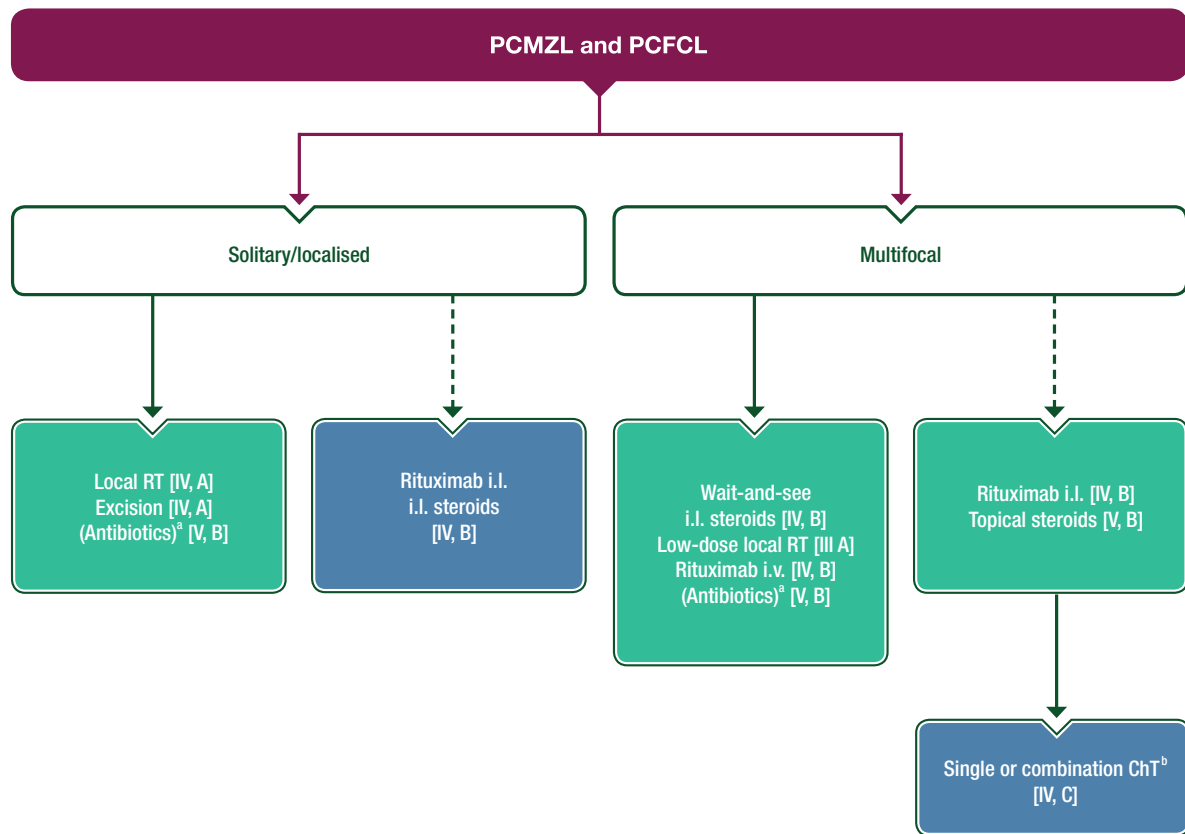 PCMZL and PCFCL
Solitary/localised
Multifocal
Local RT [IV, A]
Excision [IV, A]
(Antibiotics)ᵃ [V, B]
Rituximab i.l.
i.l. steroids
[IV, B]
Wait-and-see
i.l. steroids [IV, B]
Low-dose local RT [III A]
Rituximab i.v. [IV, B]
(Antibiotics)ᵃ [V, B]
Rituximab i.l. [IV, B]
Topical steroids [V, B]
Single or combination ChTᵇ
[IV, C]